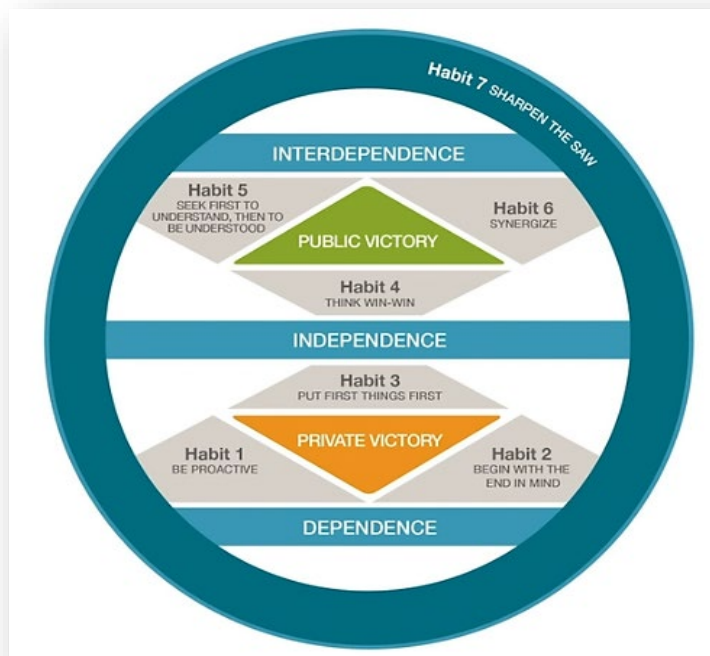 Habit 7 SHARPEN THE SAW
INTERDEPENDENCE
Habit 5
SEEK FIRST TO
UNDERSTAND, THEN TO
BE UNDERSTOOD
Habit 6
SYNERGIZE
PUBLIC VICTORY
Habit 4
THINK WIN-WIN
INDEPENDENCE
Habit 3
PUT FIRST THINGS FIRST
PRIVATE VICTORY
Habit 1
BE PROACTIVE
Habit 2
BEGIN WITH THE
END IN MIND
DEPENDENCE